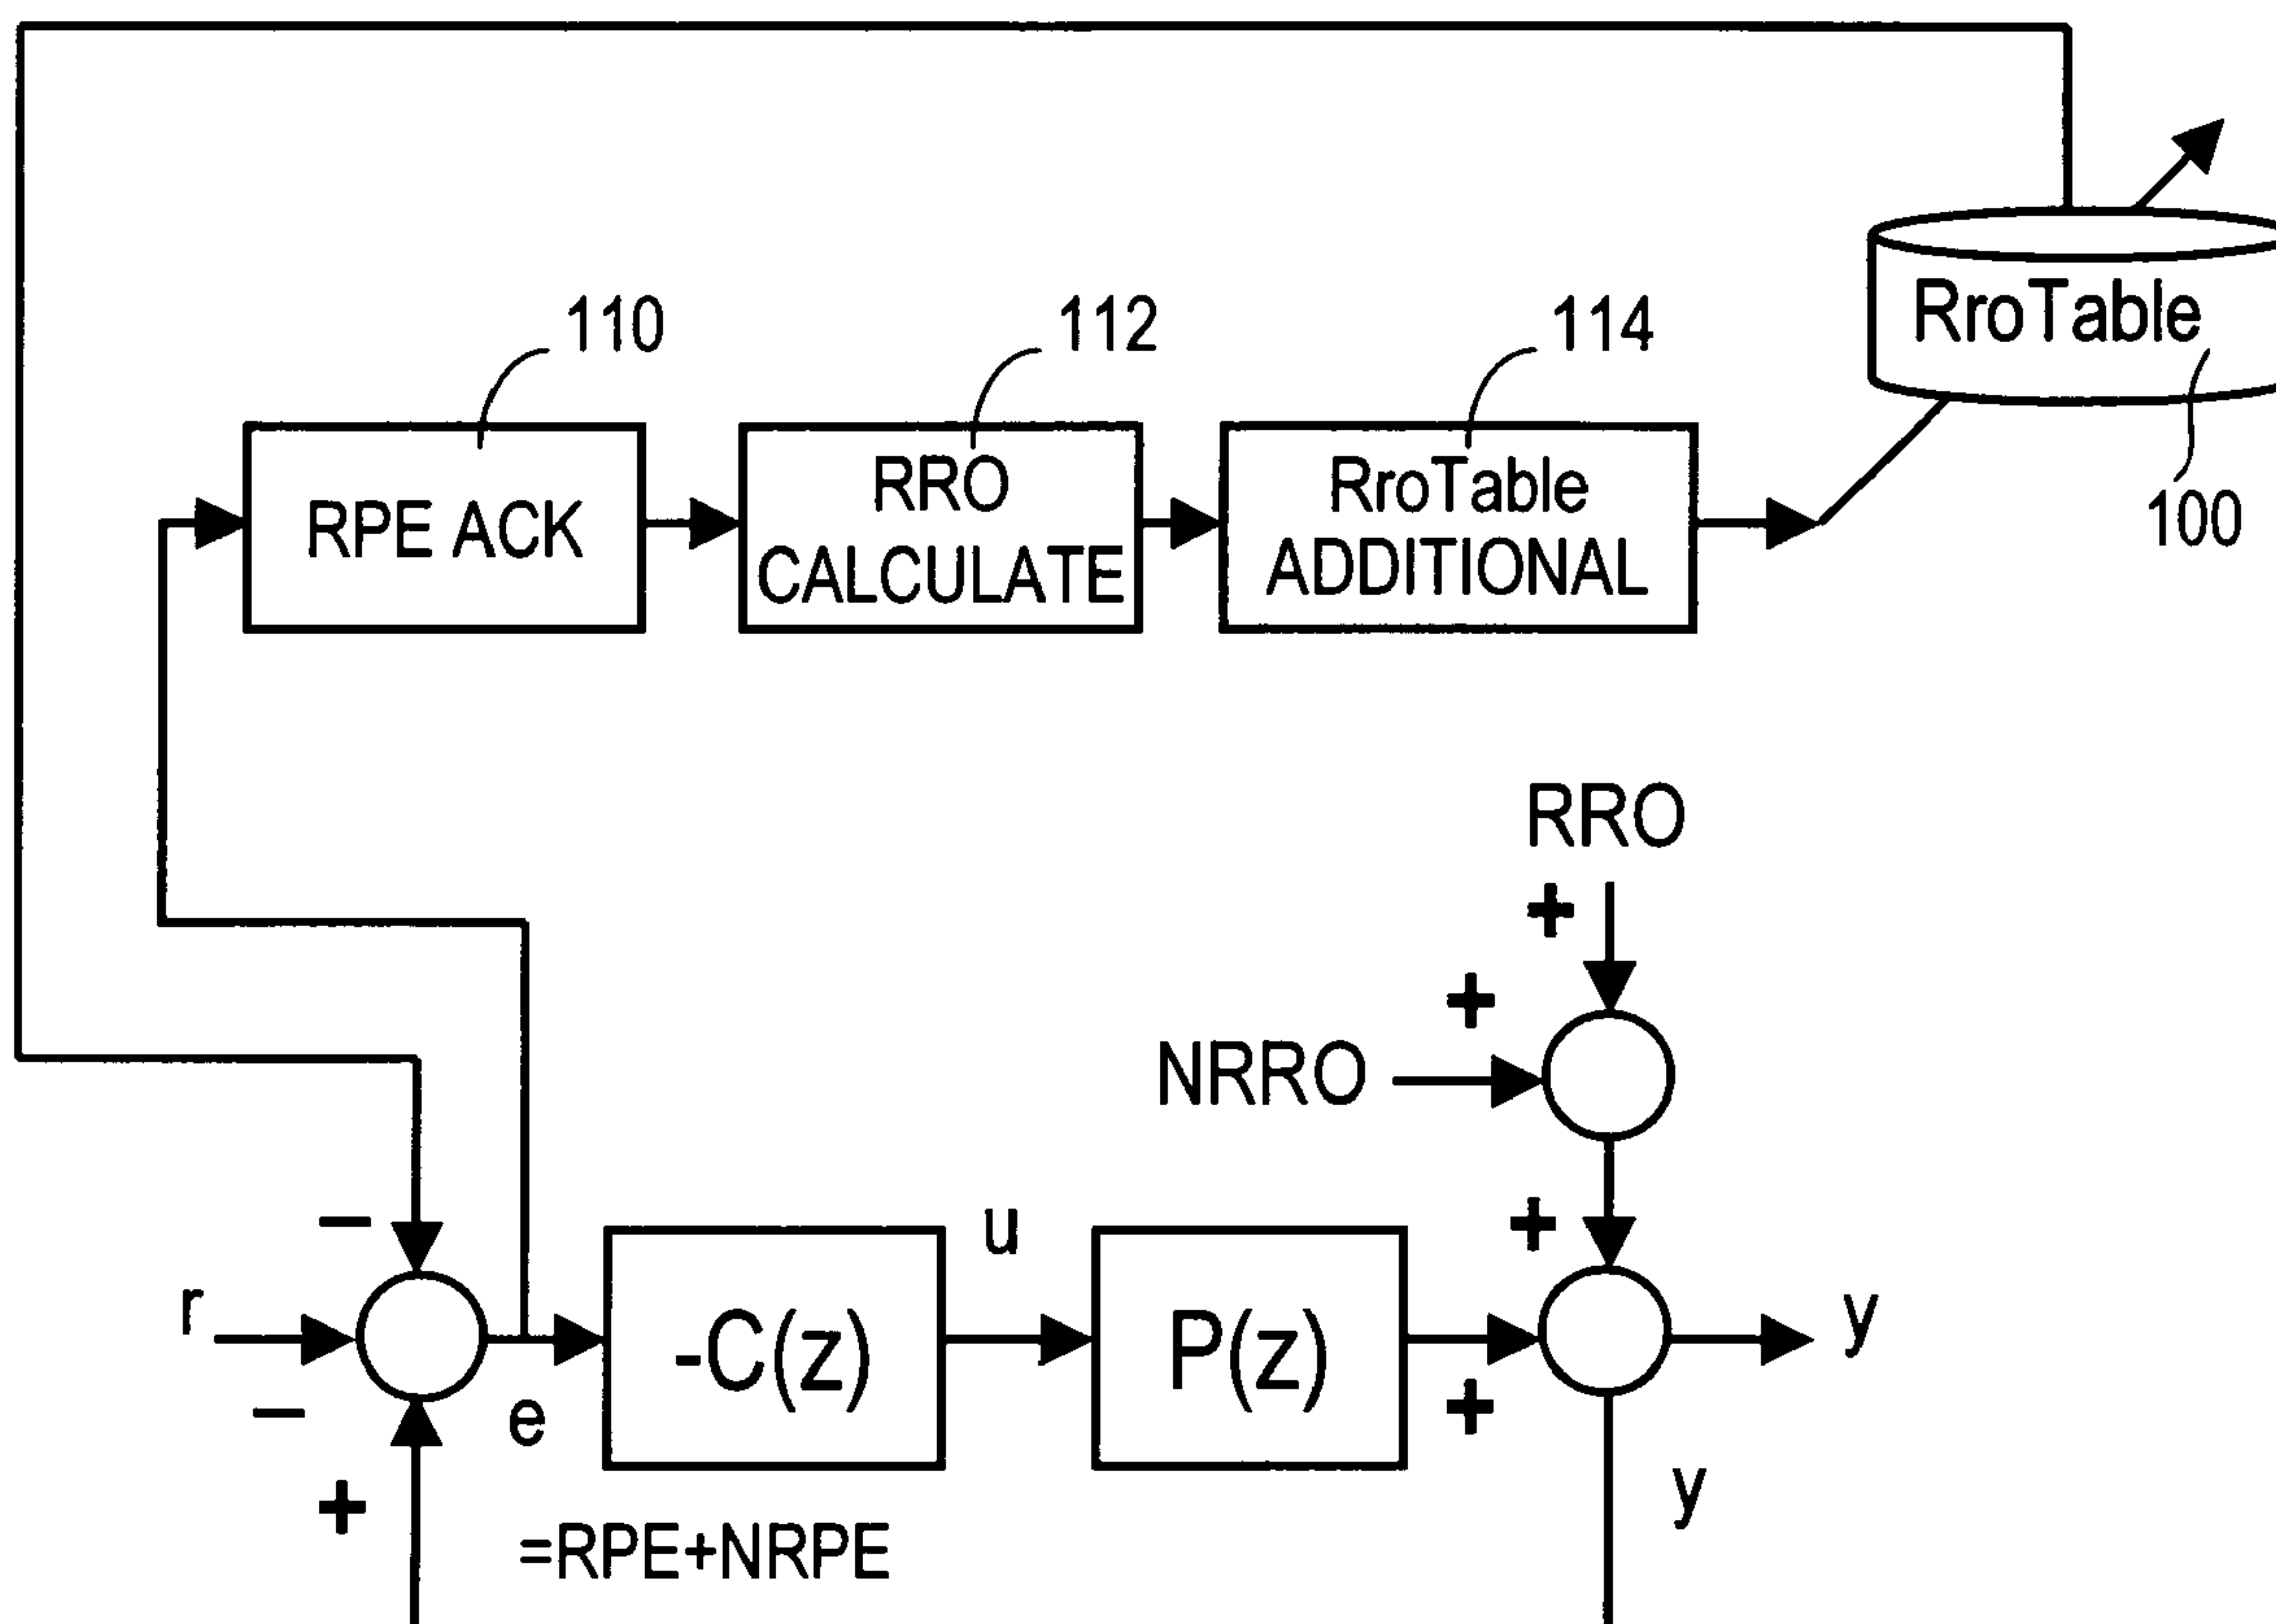 110
112
114
RroTable
100
RPE ACK
RRO
CALCULATE
RroTable
ADDITIONAL
RRO
+
+
NRRO
−
+
u
r
-C(z)
P(z)
y
−
e
+
+
y
=RPE+NRPE